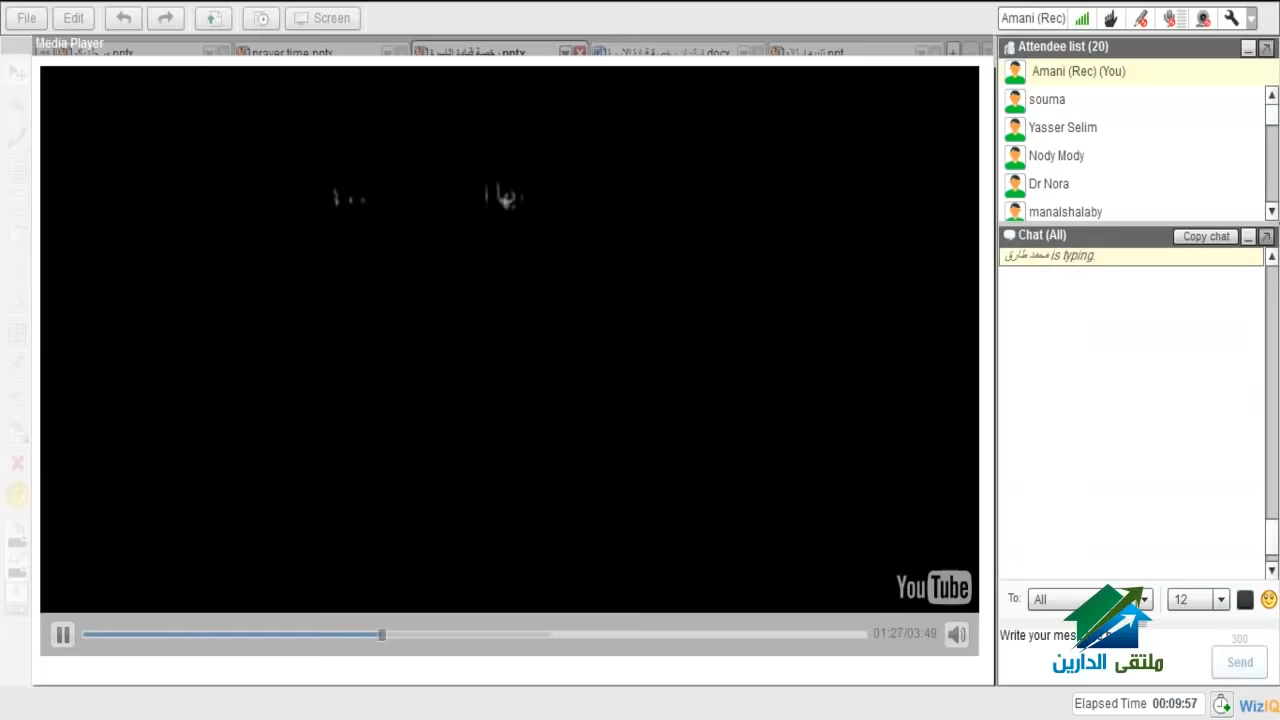 File Edit Screen
Amani (Rec)
Media Player
prayer time.pptx
Attendee list (20)
Amani (Rec) (You)
souma
Yasser Selim
Nody Mody
Dr Nora
manalshalaby
Chat (All) Copy chat
محمد طارق is typing.
YouTube
01:27/03:49
To: All 12
Write your mes
300
Send
ملتقى الدارين
Elapsed Time 00:09:57
WizIQ